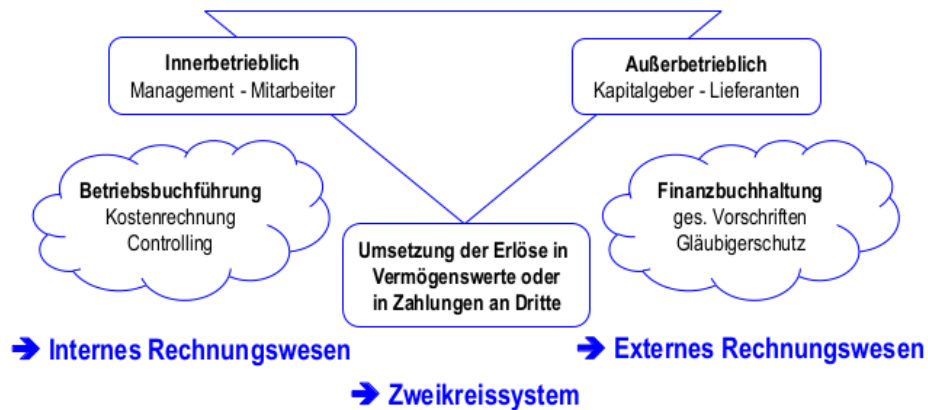 Innerbetrieblich
Management - Mitarbeiter
Außerbetrieblich
Kapitalgeber - Lieferanten
Betriebsbuchführung
Kostenrechnung
Controlling
Finanzbuchhaltung
ges. Vorschriften
Gläubigerschutz
Umsetzung der Erlöse in
Vermögenswerte oder
in Zahlungen an Dritte
➔ Internes Rechnungswesen
➔ Externes Rechnungswesen
➔ Zweikreissystem